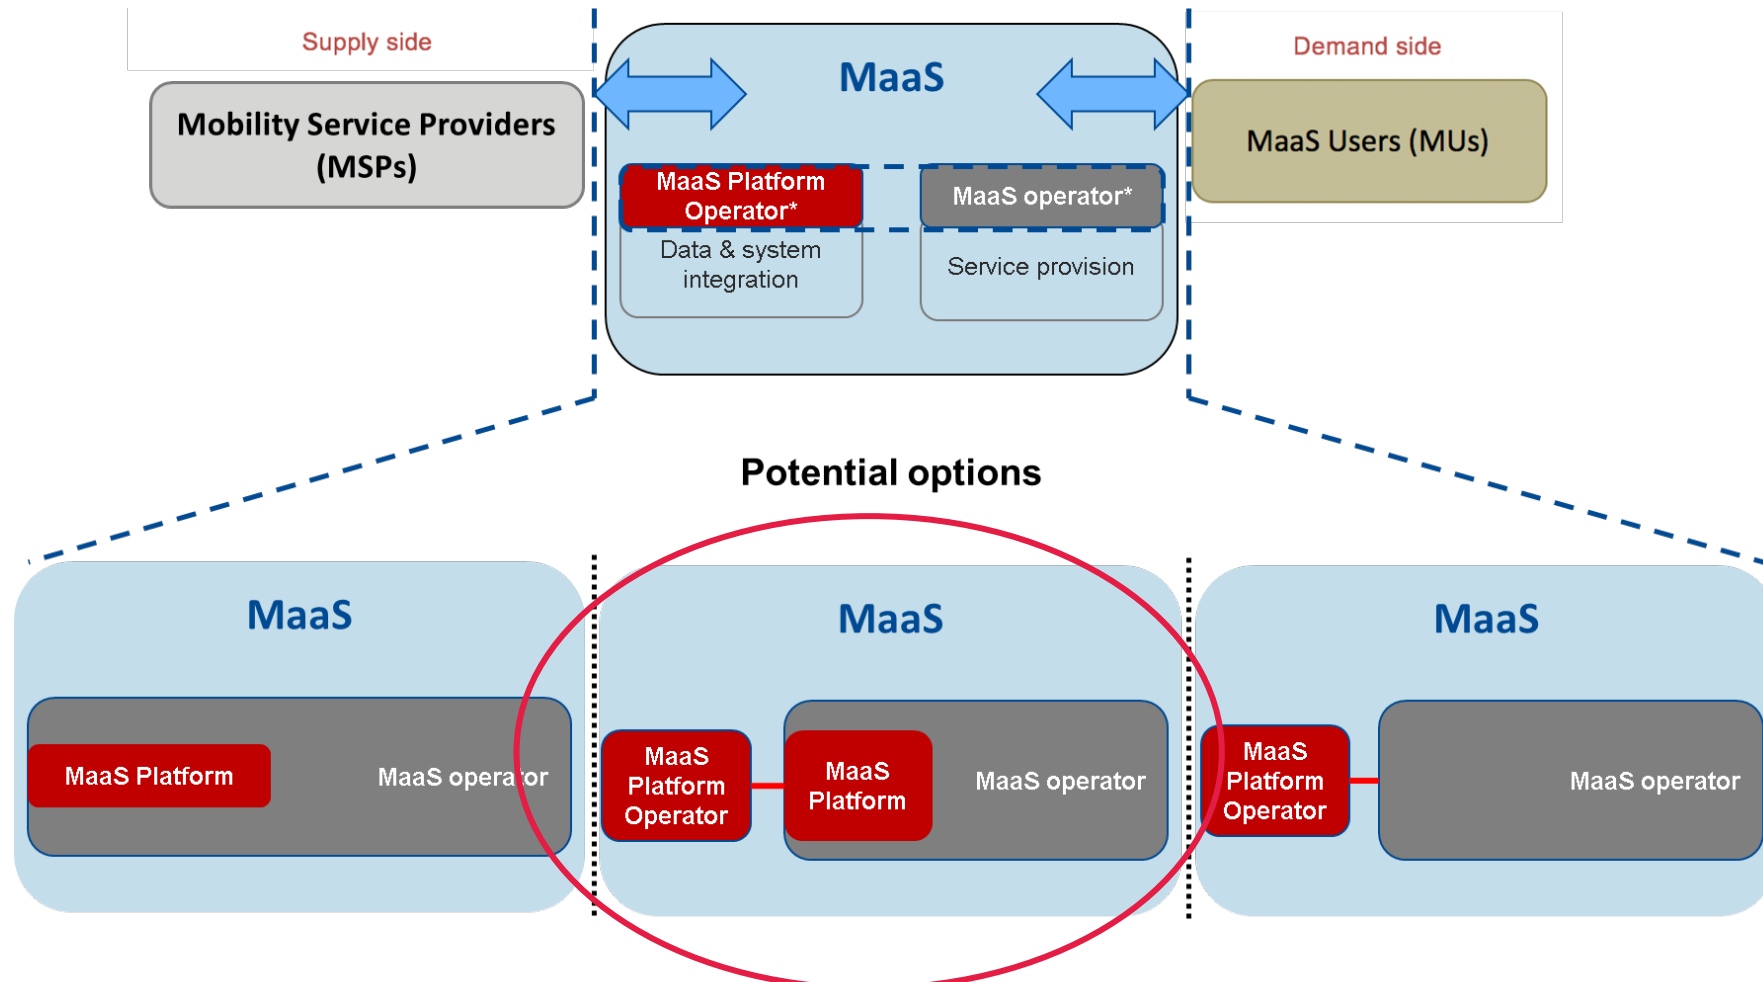 Supply side
MaaS
Demand side
Mobility Service Providers
(MSPs)
MaaS Users (MUs)
MaaS Platform
Operator*
MaaS operator*
Data & system
integration
Service provision
Potential options
MaaS
MaaS Platform
MaaS operator
MaaS
MaaS
Platform
Operator
MaaS
Platform
MaaS operator
MaaS
MaaS
Platform
Operator
MaaS operator